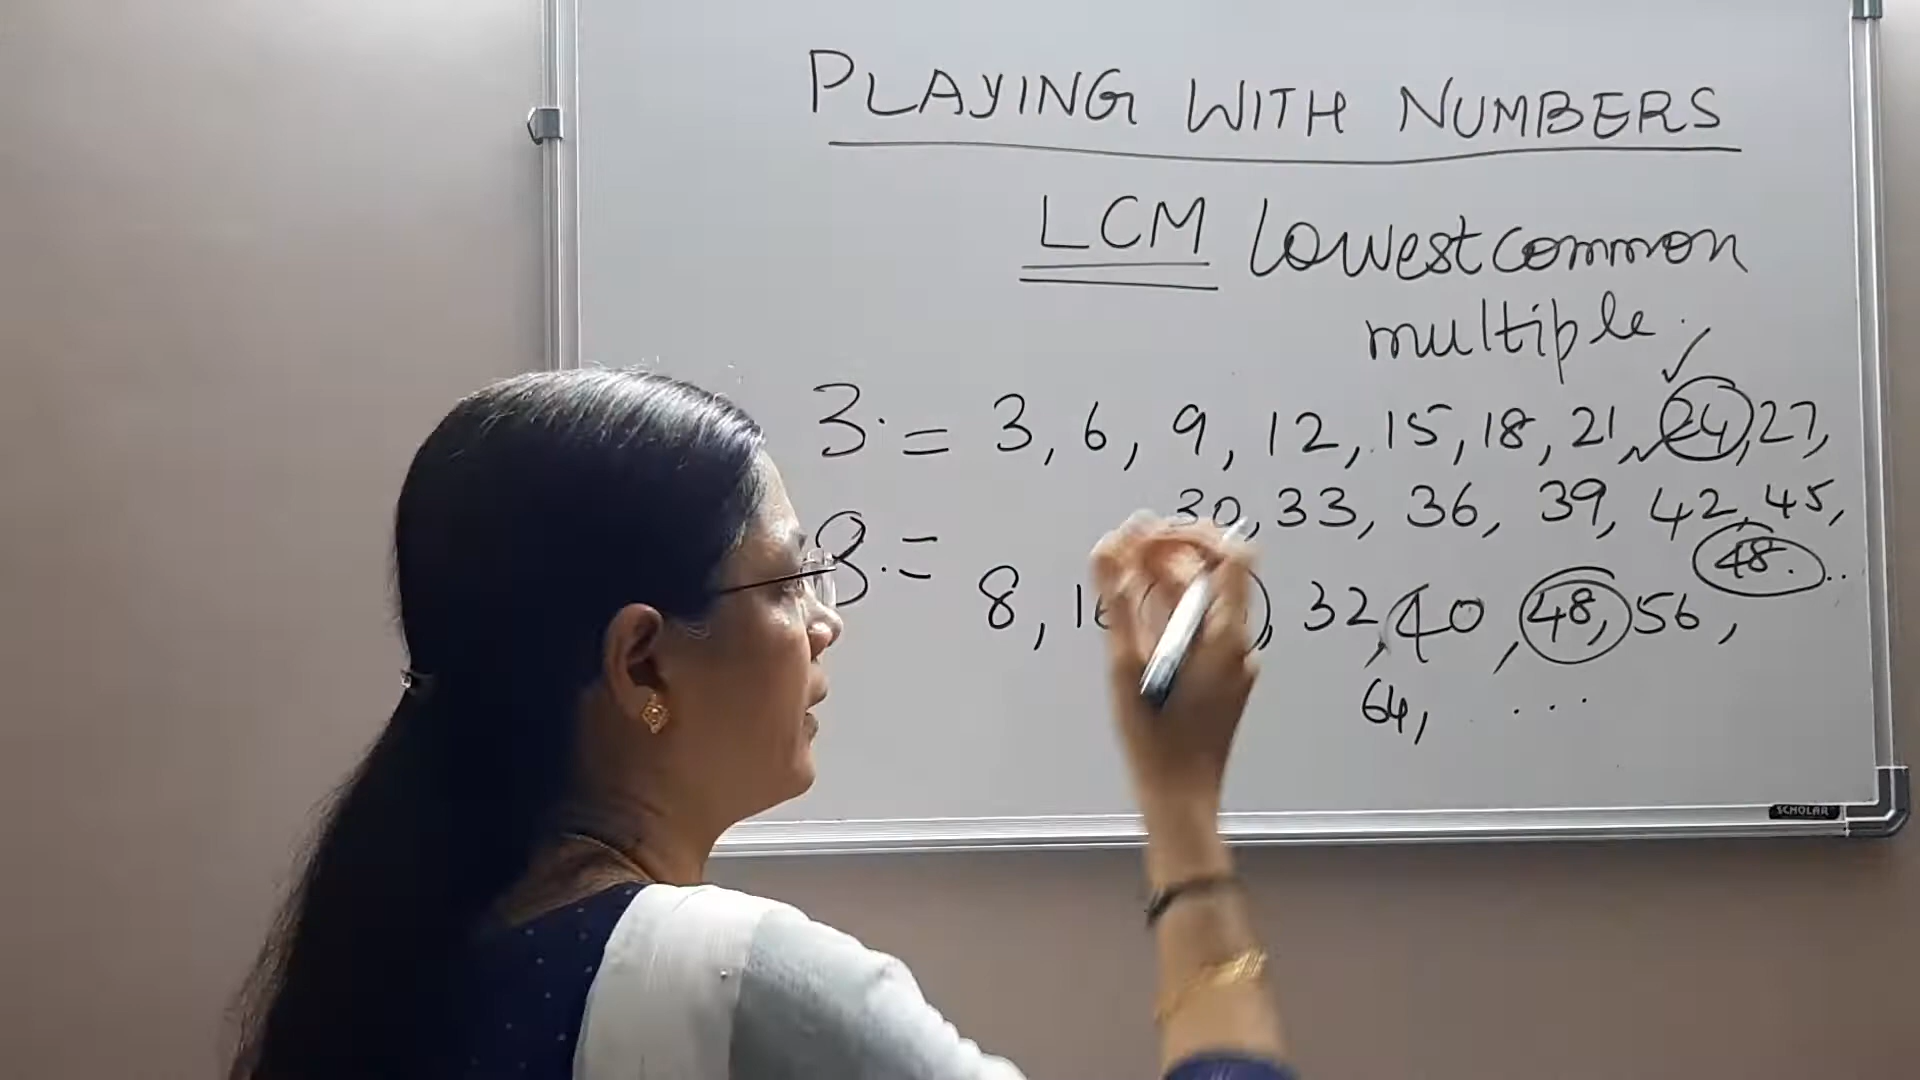 PLAYING WITH NUMBERS
LCM Lowest common
multiple.
3 = 3, 6, 9, 12, 15, 18, 21, 24, 27,
30, 33, 36, 39, 42, 45,
48...
8 = 8, 32, 40, 48, 56,
64, ...
SCHOLAR